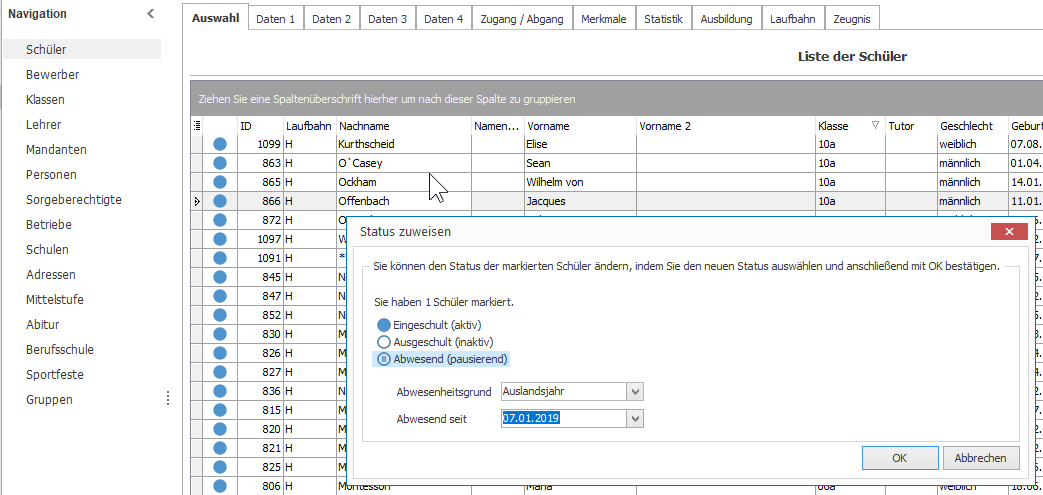 Navigation
Schüler
Bewerber
Klassen
Lehrer
Mandanten
Personen
Sorgeberechtigte
Betriebe
Schulen
Adressen
Mittelstufe
Abitur
Berufsschule
Sportfeste
Gruppen
Auswahl Daten 1 Daten 2 Daten 3 Daten 4 Zugang / Abgang Merkmale Statistik Ausbildung Laufbahn Zeugnis
Liste der Schüler
Ziehen Sie eine Spaltenüberschrift hierher um nach dieser Spalte zu gruppieren
ID Laufbahn Nachname Namen... Vorname Vorname 2 Klasse Tutor Geschlecht Geburt
1099 H Kurthscheid Elise 10a weiblich 07.08.
863 H O`Casey Sean 10a männlich 01.04.
865 H Ockham Wilhelm von 10a männlich 14.01.
866 H Offenbach Jacques 10a männlich 11.01.
872 H
1097 H W
1091 H *
845 H N
847 H N
852 H N
830 H M
826 H M
827 H M
836 H N
815 H M
820 H M
821 H M
825 H M
806 H Montesson Maria
Status zuweisen
Sie können den Status der markierten Schüler ändern, indem Sie den neuen Status auswählen und anschließend mit OK bestätigen.
Sie haben 1 Schüler markiert.
Eingeschult (aktiv)
Ausgeschult (inaktiv)
Abwesend (pausierend)
Abwesenheitsgrund Auslandsjahr
Abwesend seit 07.01.2019
OK Abbrechen